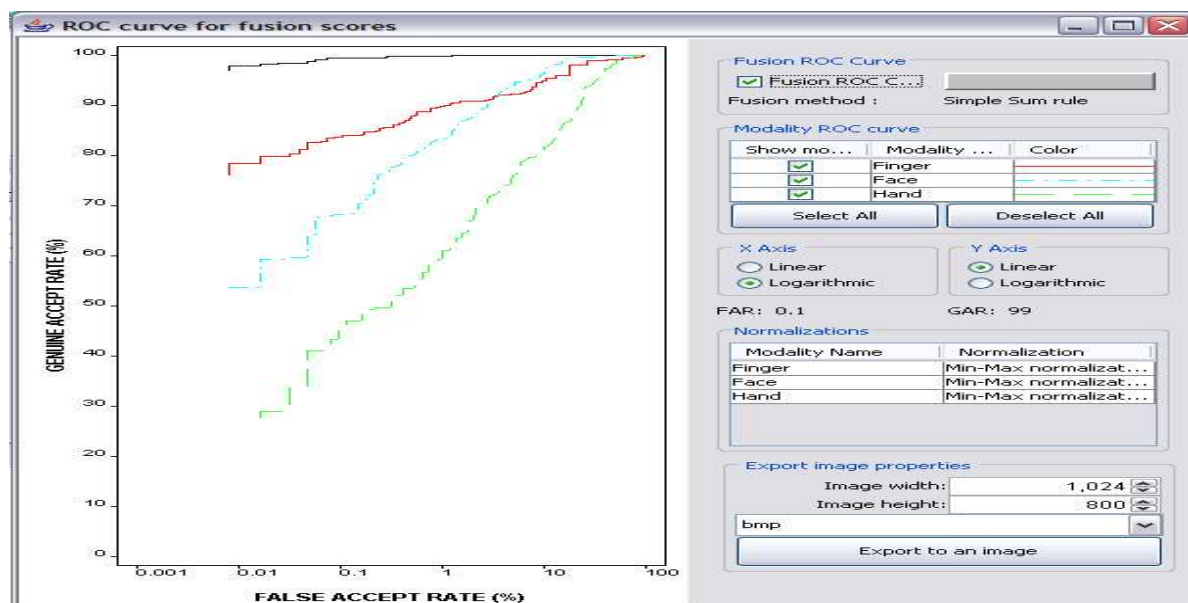 ROC curve for fusion scores
100
90
80
70
60
50
40
30
20
10
0
GENUINE ACCEPT RATE (%)
0.001 0.01 0.1 1 10 100
FALSE ACCEPT RATE (%)
Fusion ROC Curve
Fusion ROC C...
Fusion method : Simple Sum rule
Modality ROC curve
Show mo... Modality ... Color
Finger
Face
Hand
Select All Deselect All
X Axis Y Axis
Linear Linear
Logarithmic Logarithmic
FAR: 0.1 GAR: 99
Normalizations
Modality Name Normalization
Finger Min-Max normalizat...
Face Min-Max normalizat...
Hand Min-Max normalizat...
Export image properties
Image width: 1,024
Image height: 800
bmp
Export to an image